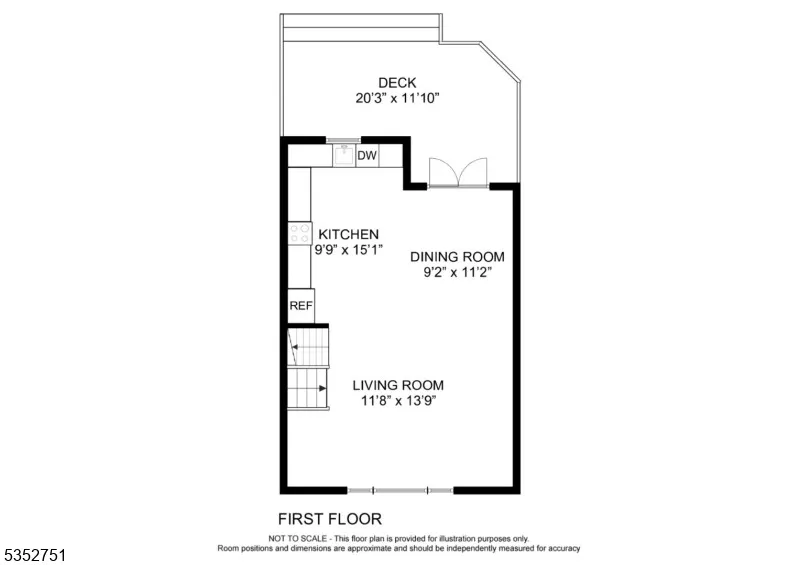 DECK
20'3" x 11'10"
DW
KITCHEN
9'9" x 15'1"
DINING ROOM
9'2" x 11'2"
REF
LIVING ROOM
11'8" x 13'9"
FIRST FLOOR
NOT TO SCALE - This floor plan is provided for illustration purposes only.
Room positions and dimensions are approximate and should be independently measured for accuracy
5352751